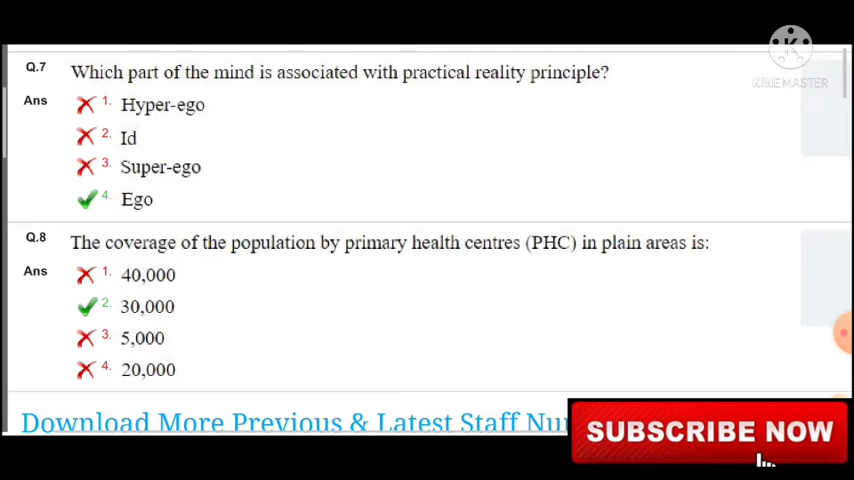 KINEMASTER
Q.7 Which part of the mind is associated with practical reality principle?
Ans 1. Hyper-ego
2. Id
3. Super-ego
4. Ego
Q.8 The coverage of the population by primary health centres (PHC) in plain areas is:
Ans 1. 40,000
2. 30,000
3. 5,000
4. 20,000
Download More Previous & Latest Staff Nu
SUBSCRIBE NOW